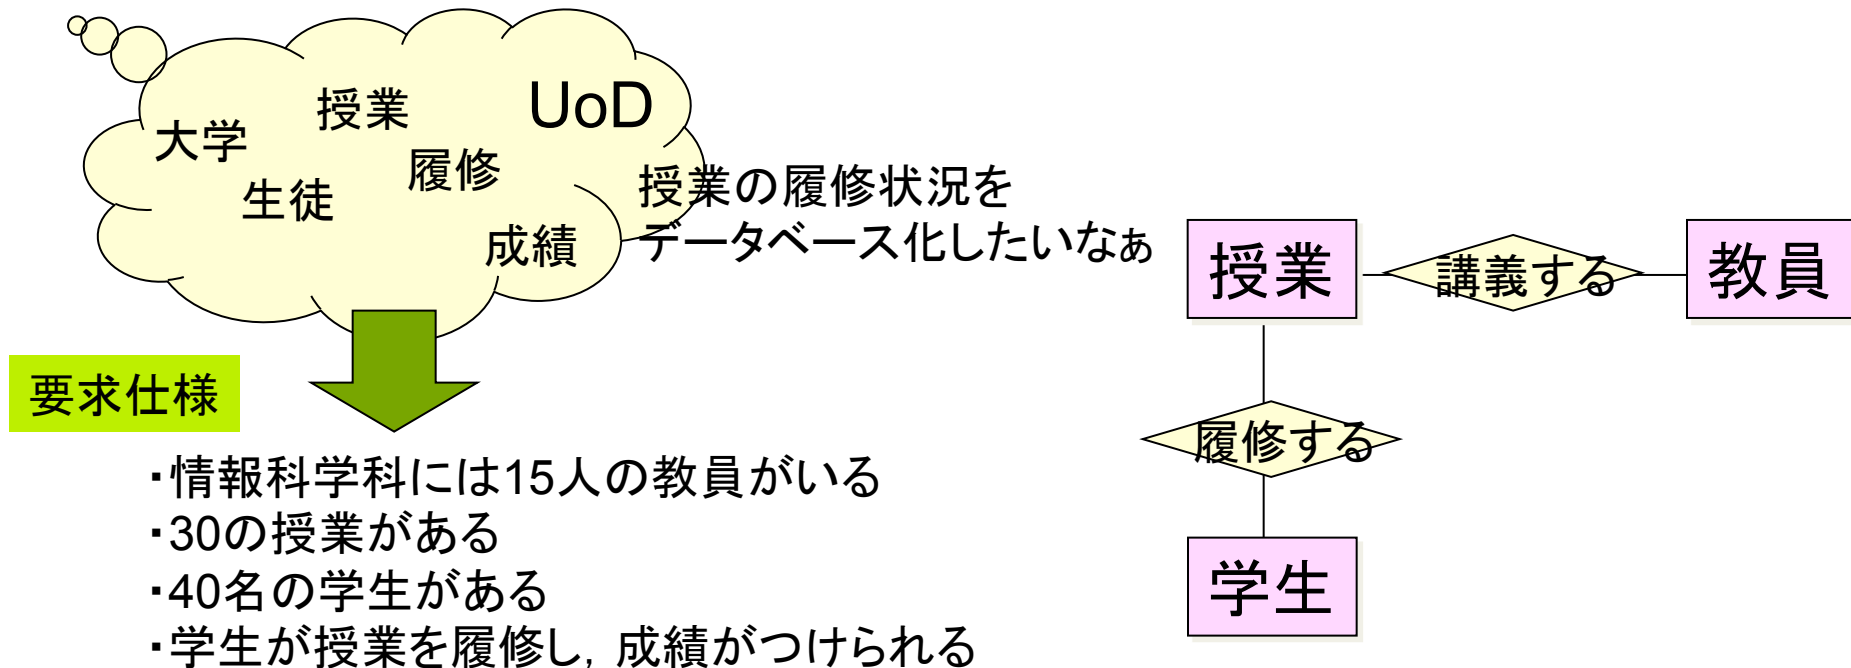 大学
授業
UoD
生徒
履修
成績
授業の履修状況を
データベース化したいなぁ
要求仕様
・情報科学科には15人の教員がいる
・30の授業がある
・40名の学生がある
・学生が授業を履修し，成績がつけられる
授業
講義する
教員
履修する
学生